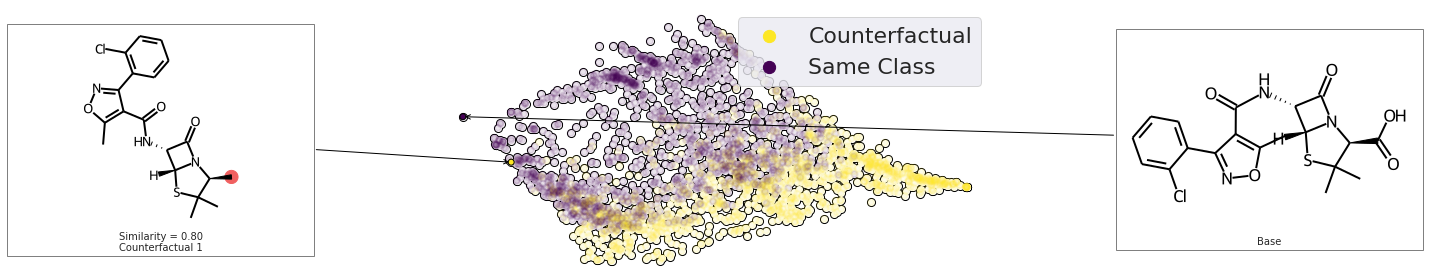 Cl
N
O
O
HN
O
N
H
S
Similarity = 0.80
Counterfactual 1
Counterfactual
Same Class
O
H
N
O
N
OH
H
S
O
N
O
Cl
Base